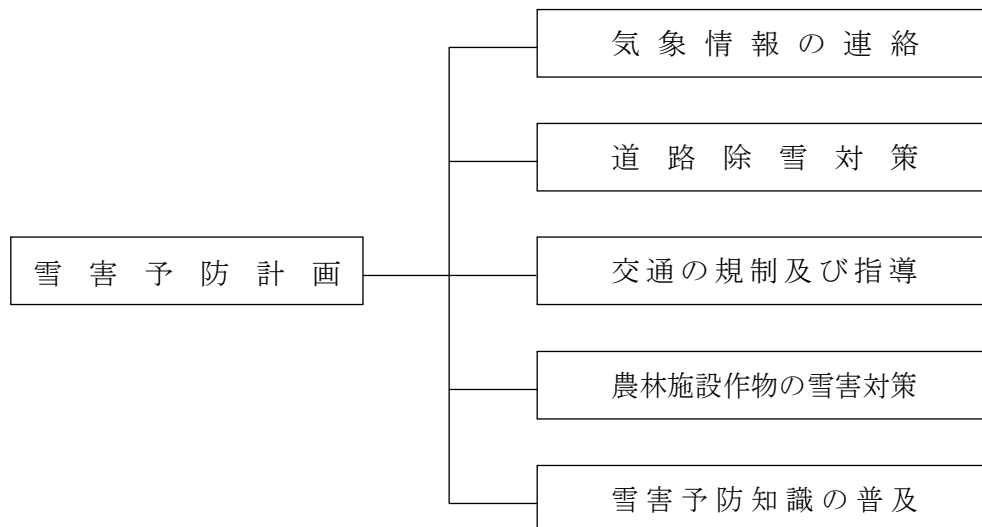 気象情報の連絡
道路除雪対策
雪害予防計画
交通の規制及び指導
農林施設作物の雪害対策
雪害予防知識の普及